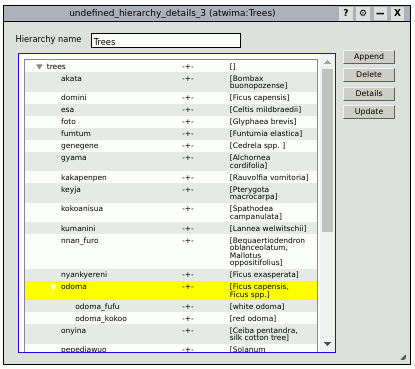 undefined_hierarchy_details_3 (atwima:Trees)
? — X
Hierarchy name Trees
Append
Delete
Details
Update
trees -+- []
akata -+- [Bombax
buonopozense]
domini -+- [Ficus capensis]
esa -+- [Celtis mildbraedii]
foto -+- [Glyphaea brevis]
fumtum -+- [Funtumia elastica]
genegene -+- [Cedrela spp. ]
gyama -+- [Alchornea
cordifolia]
kakapenpen -+- [Rauvolfia vomitoria]
keyja -+- [Pterygota
macrocarpa]
kokoanisua -+- [Spathodea
campanulata]
kumanini -+- [Lannea welwitschii]
nnan_furo -+- [Bequaertiodendron
oblanceolatum,
Mallotus
oppositifolius]
nyankyereni -+- [Ficus exasperata]
odoma -+- [Ficus capensis,
Ficus spp.]
odoma_fufu -+- [white odoma]
odoma_kokoo -+- [red odoma]
onyina -+- [Ceiba pentandra,
silk cotton tree]
pepediawuo -+- [Solanum